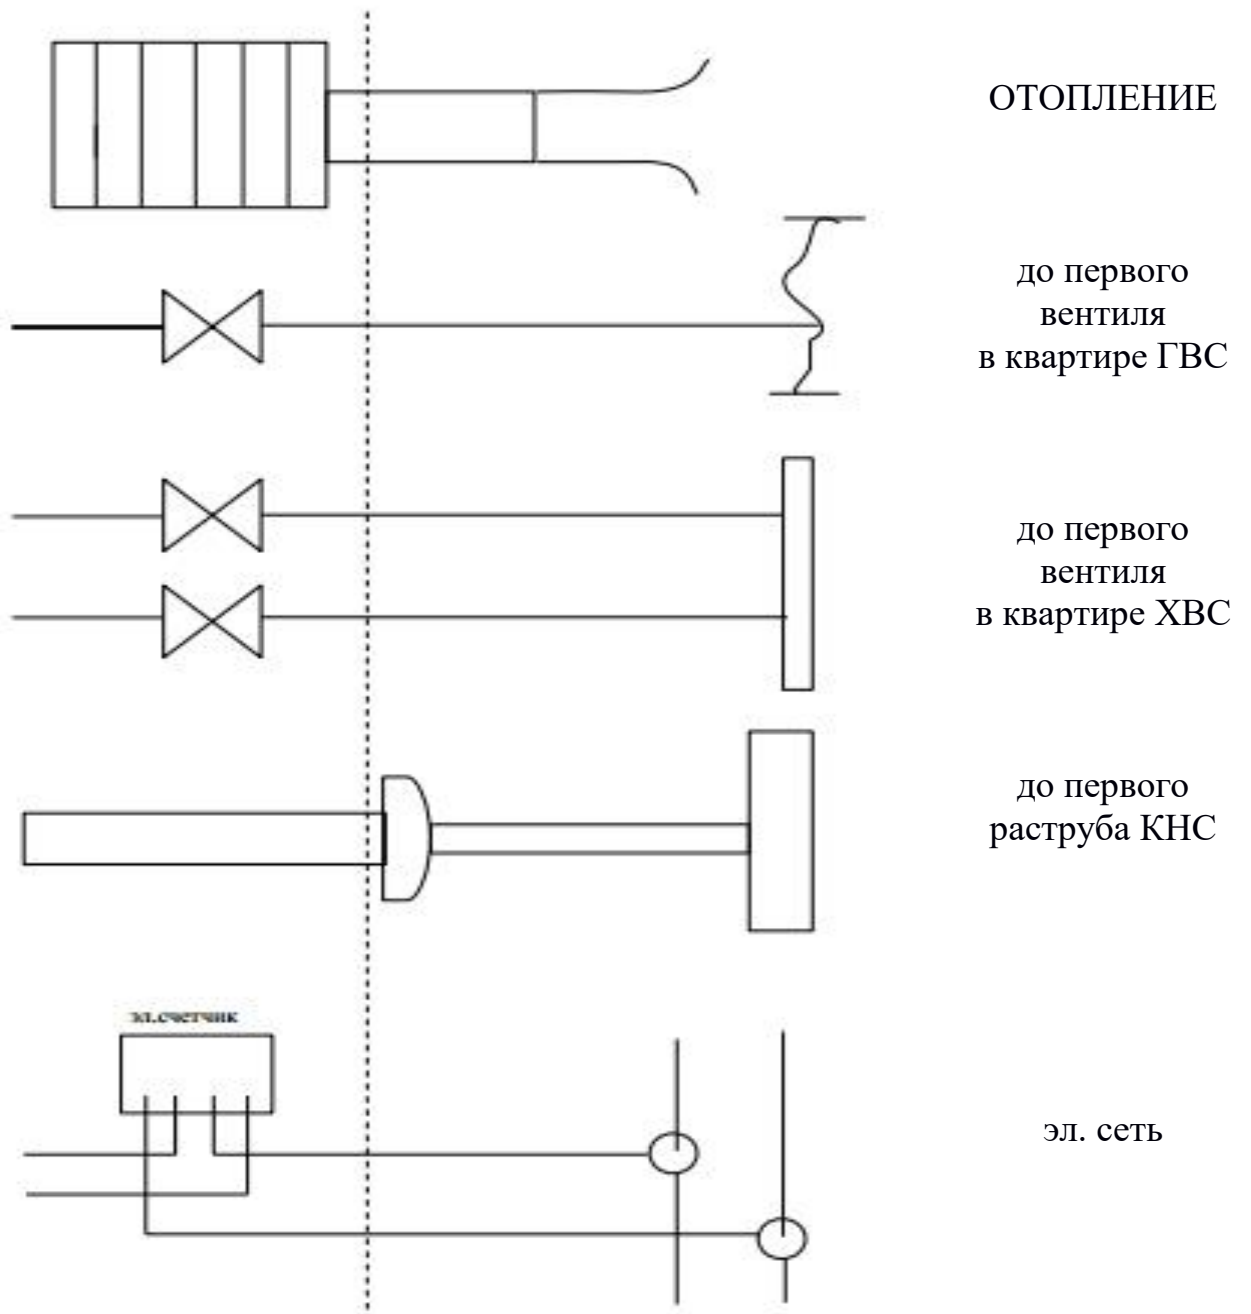 ОТОПЛЕНИЕ
до первого
вентиля
в квартире ГВС
до первого
вентиля
в квартире ХВС
до первого
раструба КНС
эл.счетчик
эл. сеть